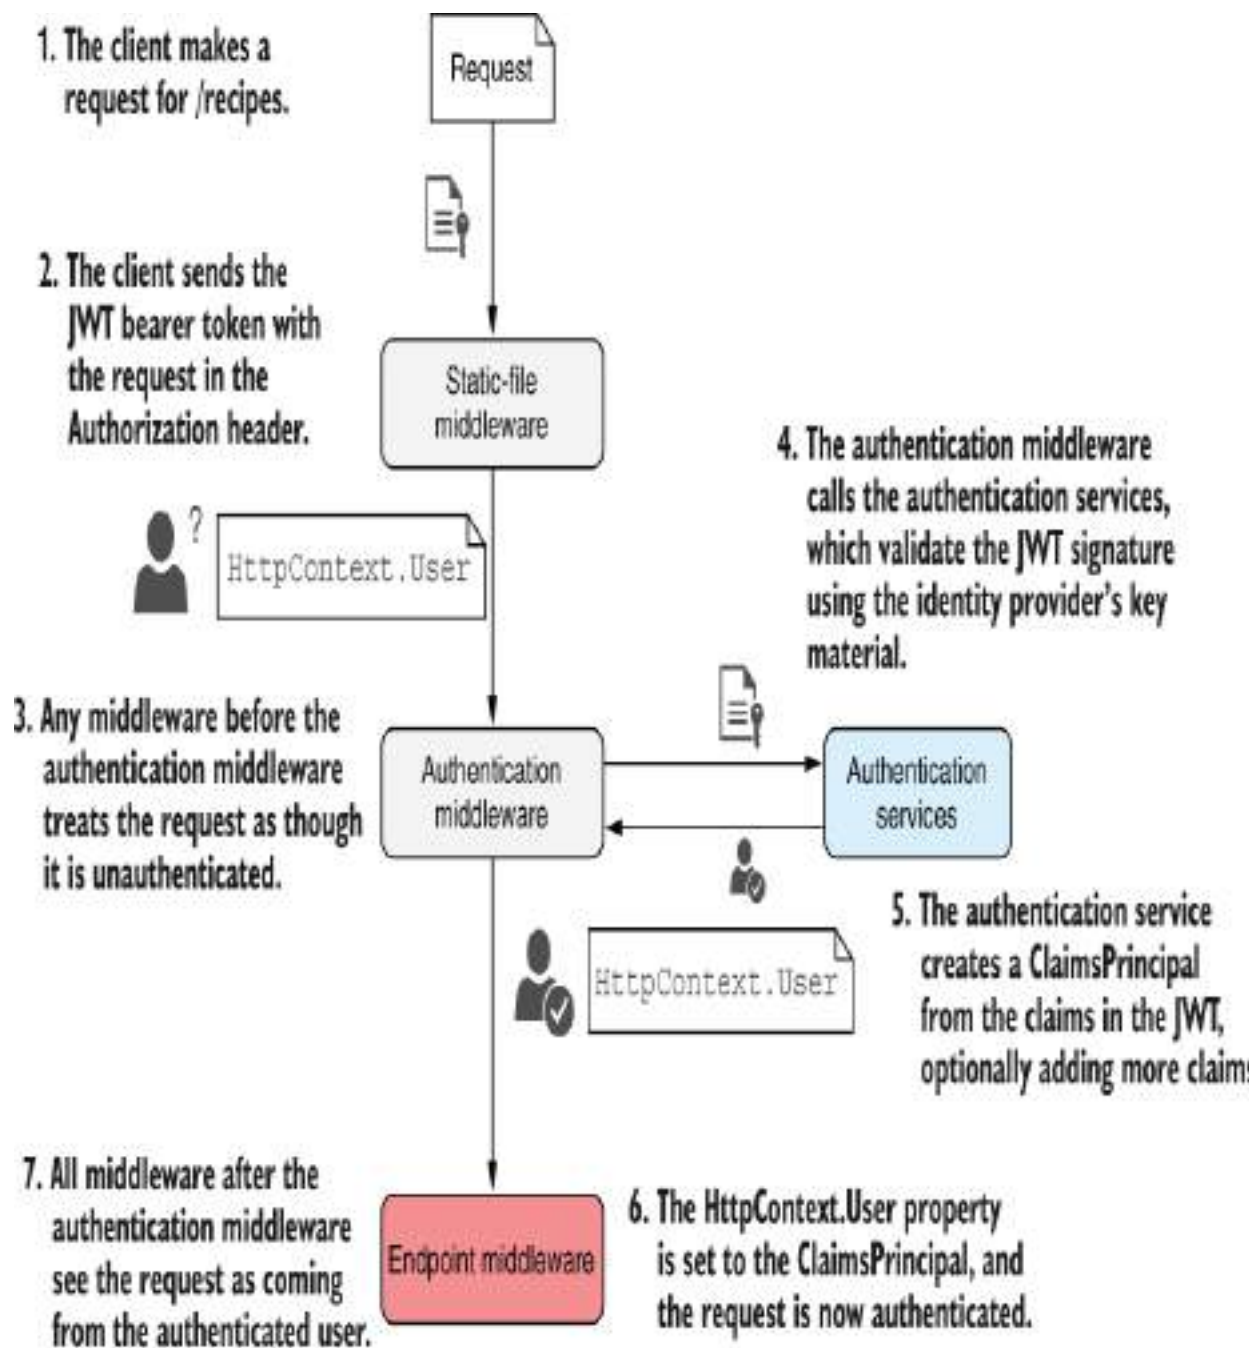 1. The client makes a
request for /recipes.
Request
2. The client sends the
JWT bearer token with
the request in the
Authorization header.
Static-file
middleware
?
HttpContext.User
3. Any middleware before the
authentication middleware
treats the request as though
it is unauthenticated.
Authentication
middleware
4. The authentication middleware
calls the authentication services,
which validate the JWT signature
using the identity provider's key
material.
Authentication
services
5. The authentication service
creates a ClaimsPrincipal
from the claims in the JWT,
optionally adding more claims
HttpContext.User
6. The HttpContext.User property
is set to the ClaimsPrincipal, and
the request is now authenticated.
Endpoint middleware
7. All middleware after the
authentication middleware
see the request as coming
from the authenticated user.